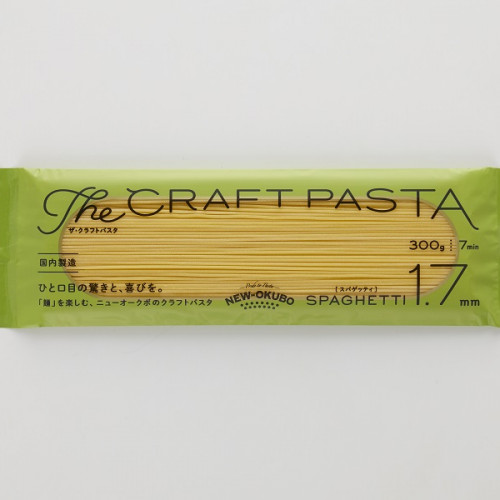 The CRAFT PASTA
ザ・クラフトパスタ
300g 7min
国内製造
ひと口目の驚きと、喜びを。
「麺」を楽しむ、ニューオークボのクラフトパスタ
NEW-OKUBO
[スパゲッティ]
SPAGHETTI 1.7mm